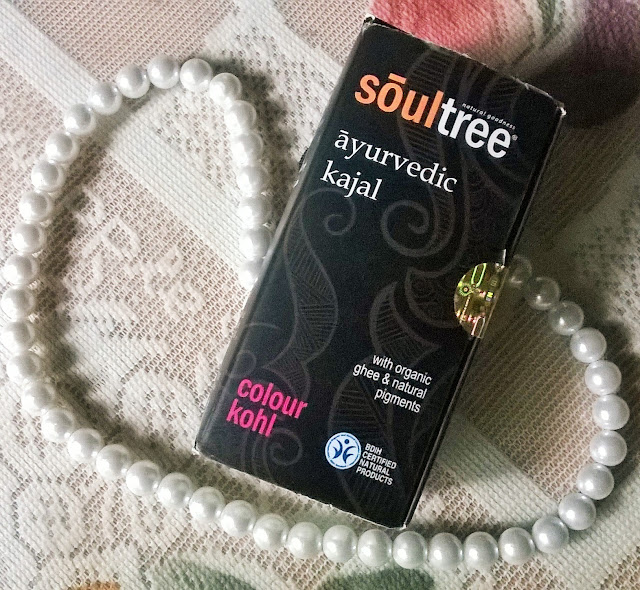 sōultree®
natural goodness
āyurvedic
kajal
with organic
ghee & natural
pigments
colour
kohl
BDIH
CERTIFIED
NATURAL
PRODUCTS